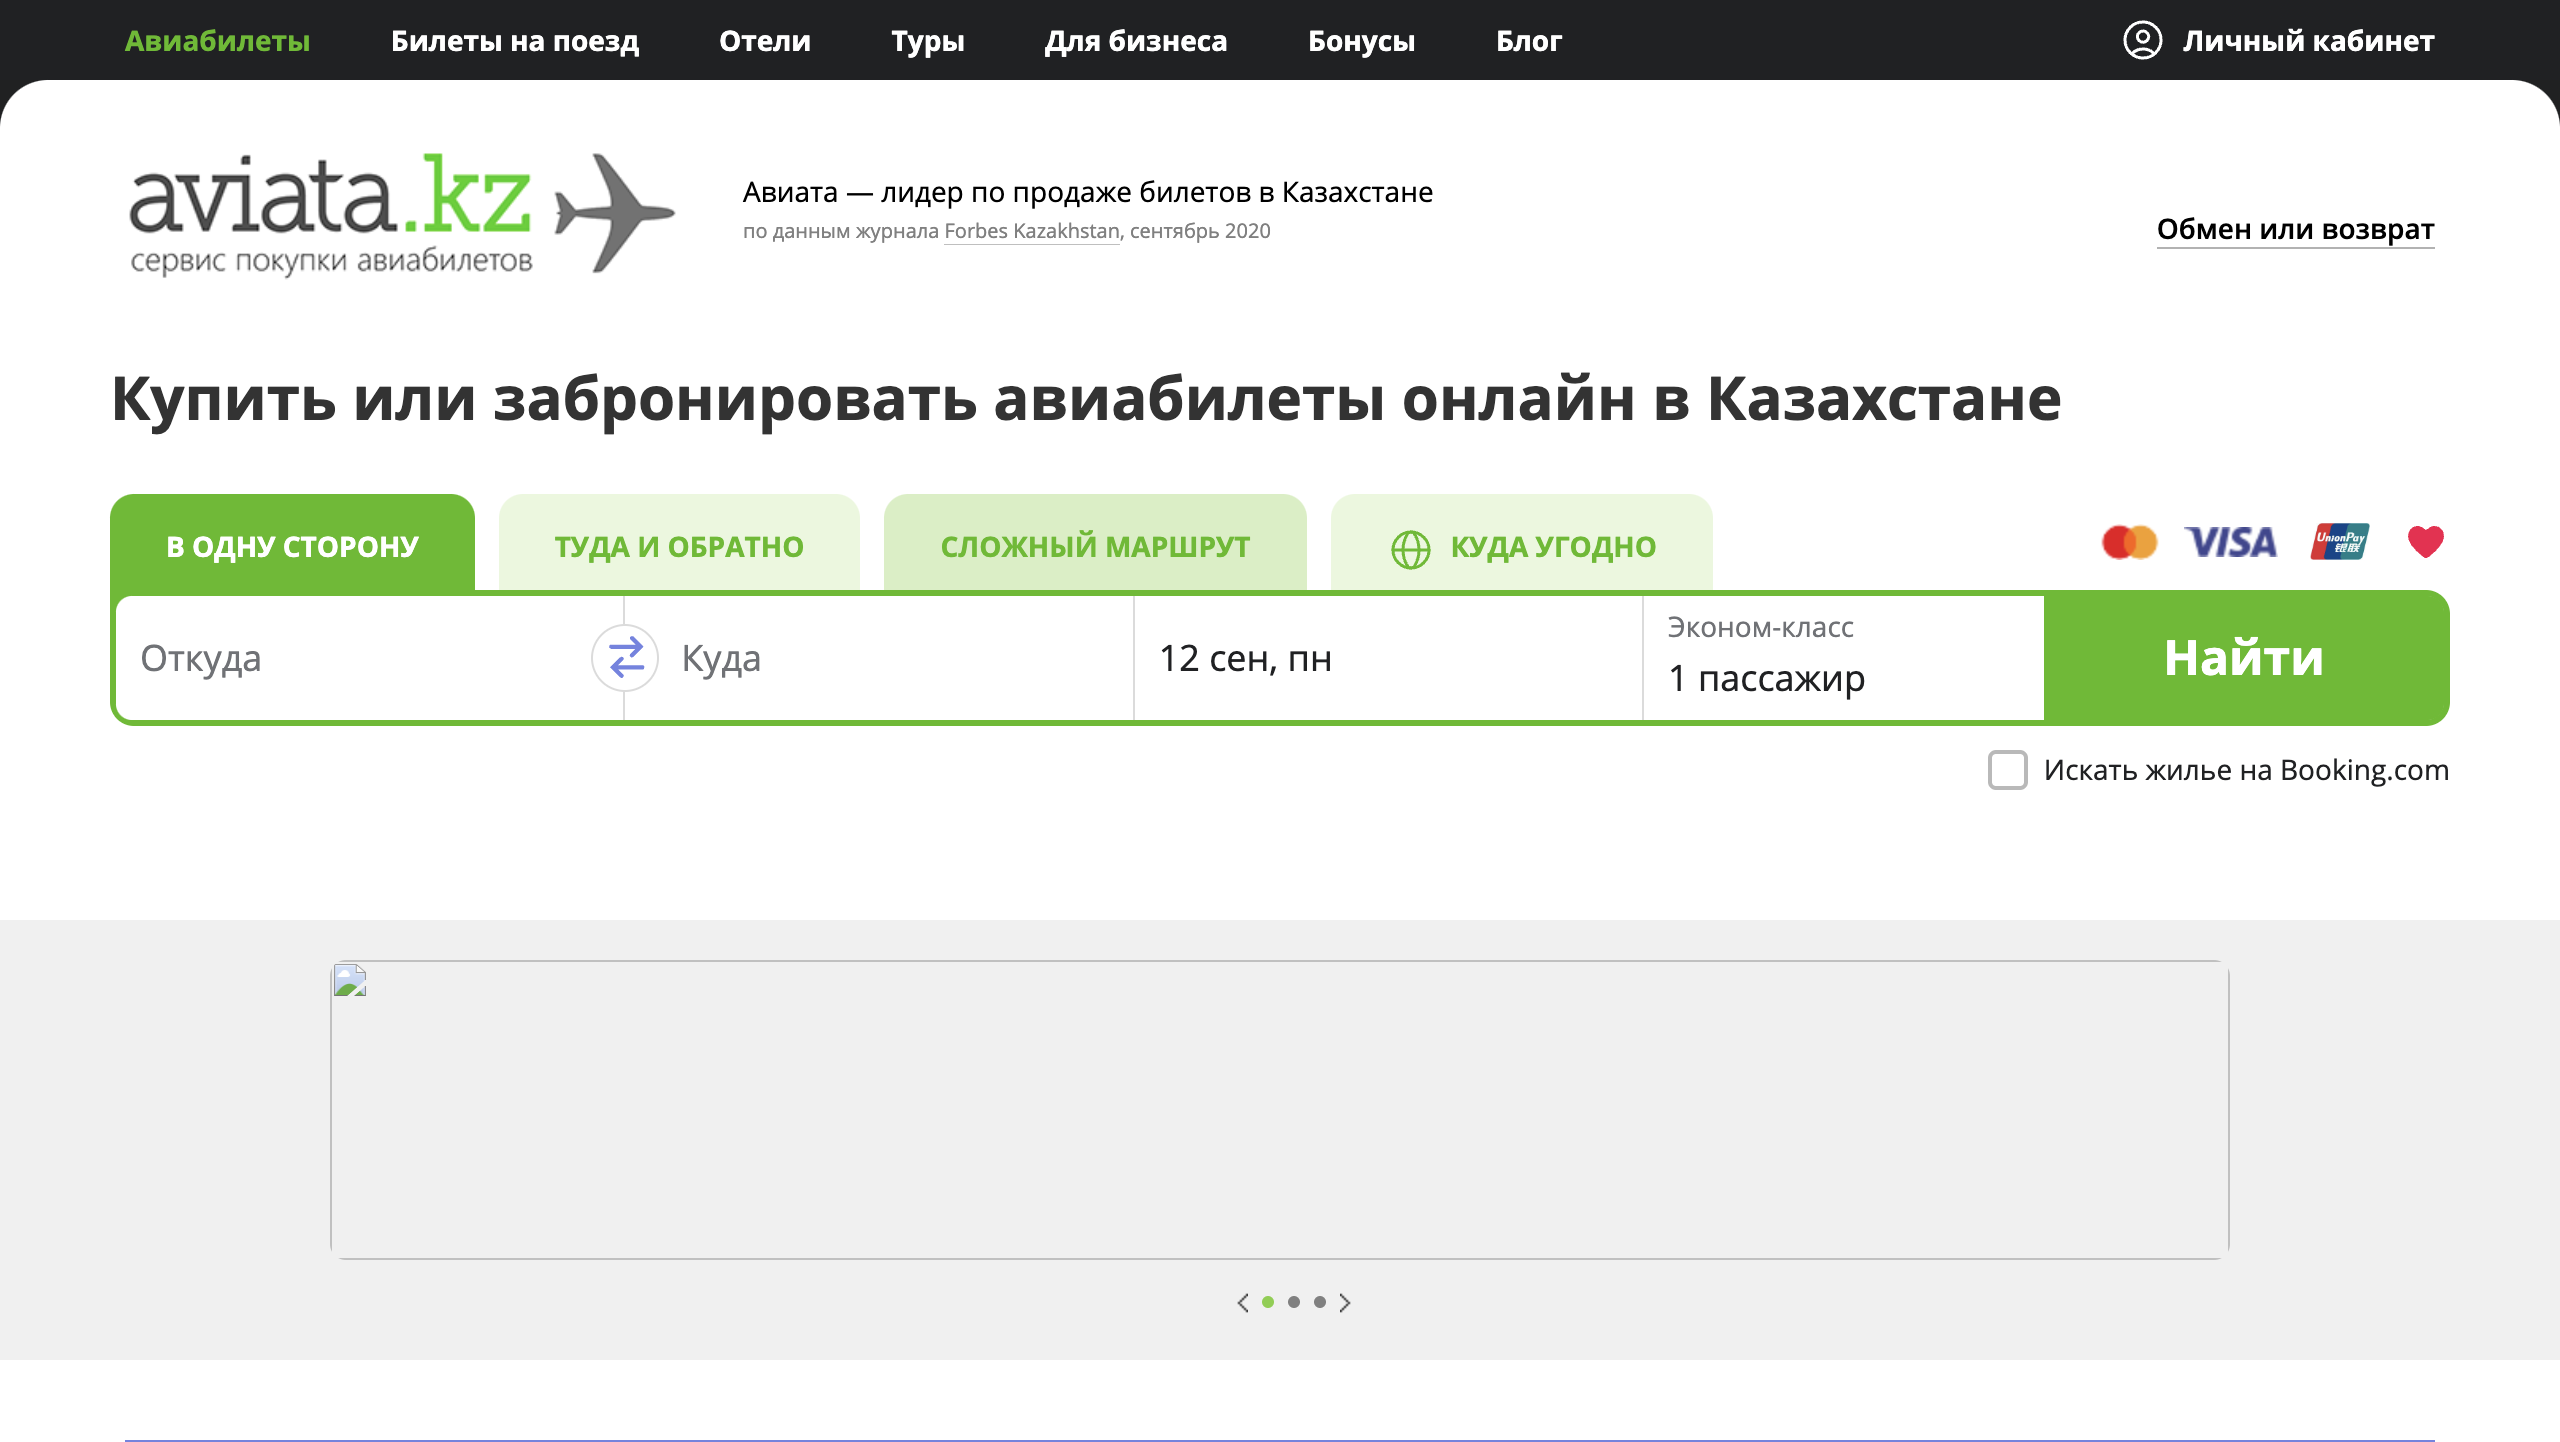 Авиабилеты Билеты на поезд Отели Туры Для бизнеса Бонусы Блог Личный кабинет
aviata.kz
сервис покупки авиабилетов
Авиата — лидер по продаже билетов в Казахстане
по данным журнала Forbes Kazakhstan, сентябрь 2020
Обмен или возврат
Купить или забронировать авиабилеты онлайн в Казахстане
В ОДНУ СТОРОНУ ТУДА И ОБРАТНО СЛОЖНЫЙ МАРШРУТ КУДА УГОДНО VISA UnionPay 银联
Откуда Куда 12 сен, пн
Эконом-класс
1 пассажир
Найти
Искать жилье на Booking.com